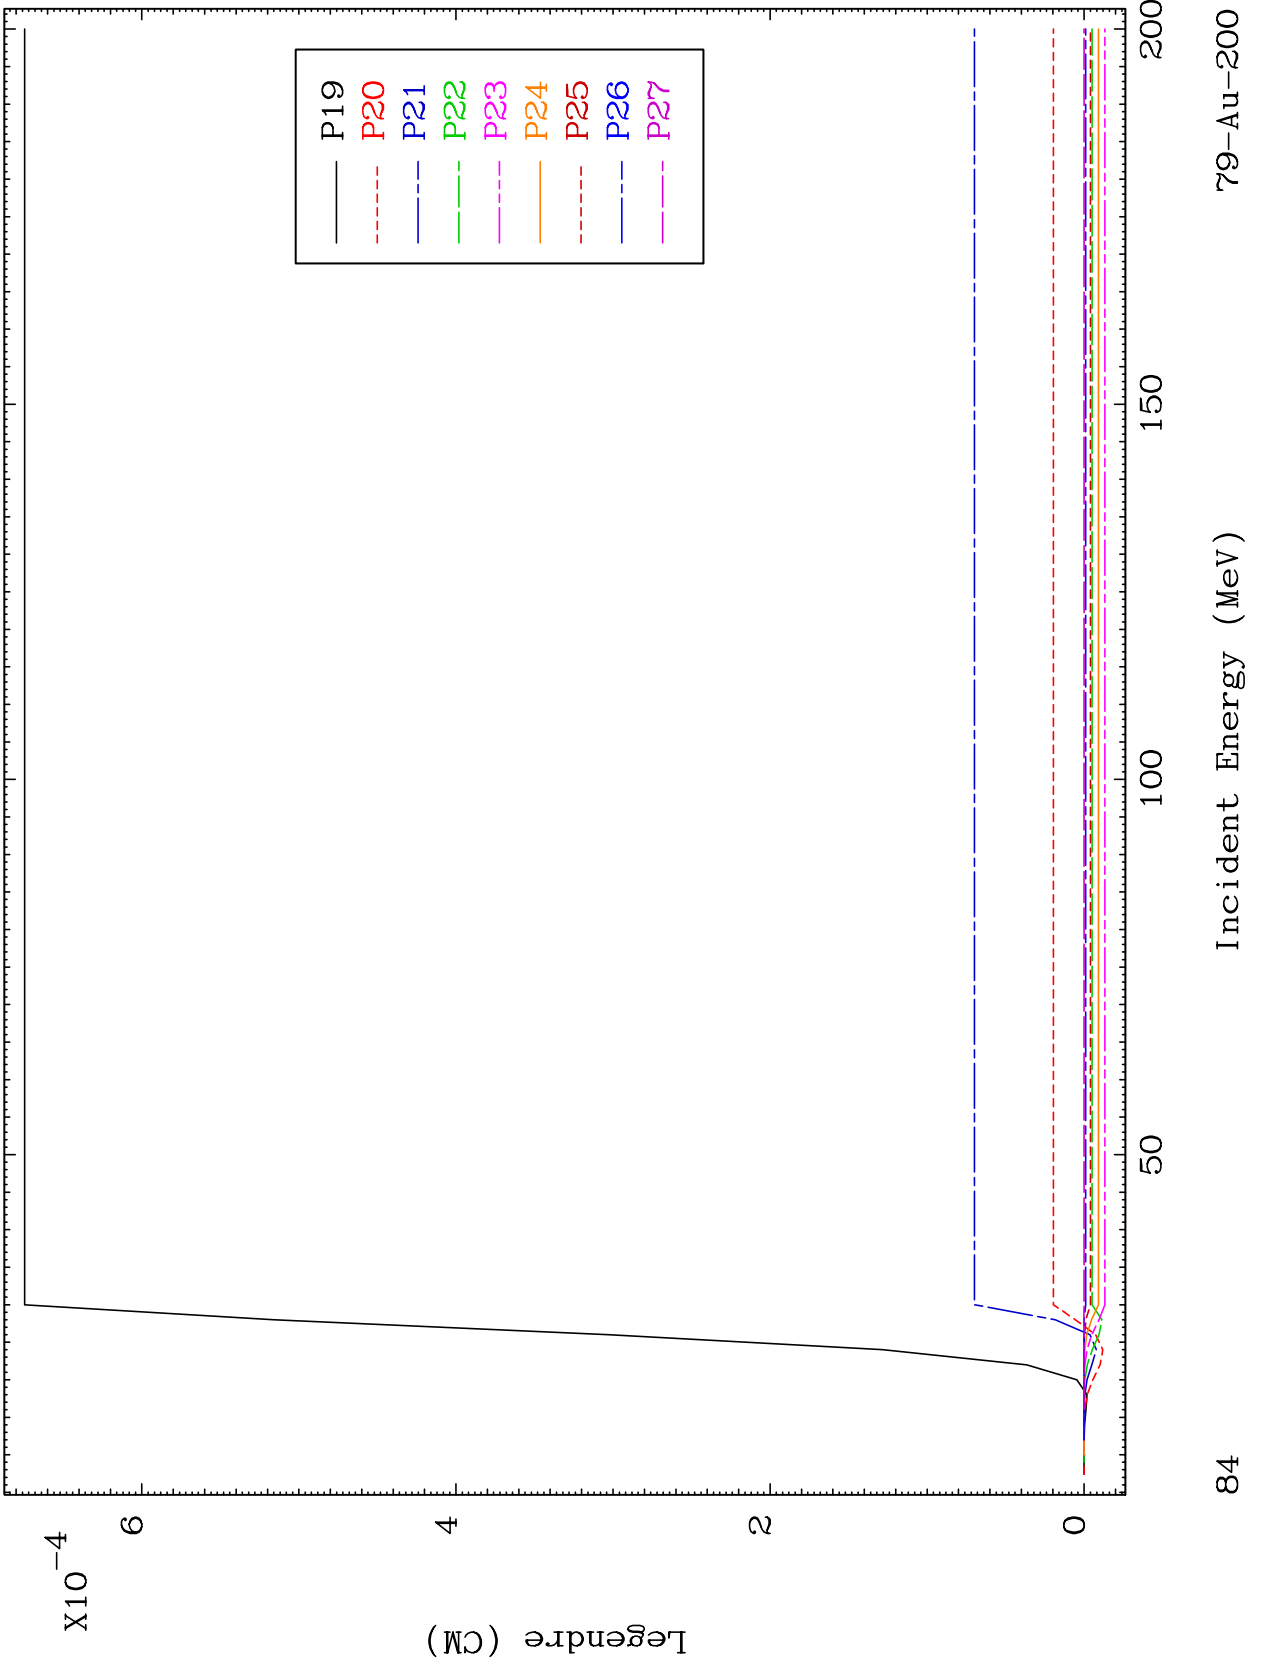 X10-4
6
4
2
0
Legendre (CM)
P19
P20
P21
P22
P23
P24
P25
P26
P27
50
100
150
200
Incident Energy (MeV)
84
79-Au-200